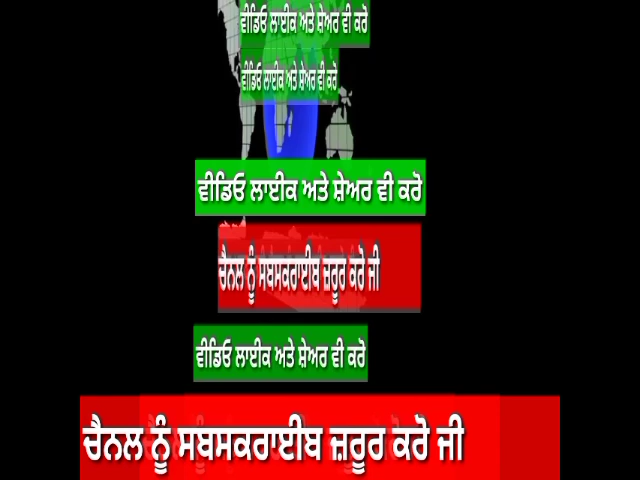 ਵੀਡਿਓ ਲਾਈਕ ਅਤੇ ਸ਼ੇਅਰ ਵੀ ਕਰੋ
ਵੀਡਿਓ ਲਾਈਕ ਅਤੇ ਸ਼ੇਅਰ ਵੀ ਕਰੋ
ਵੀਡਿਓ ਲਾਈਕ ਅਤੇ ਸ਼ੇਅਰ ਵੀ ਕਰੋ
ਚੈਨਲ ਨੂੰ ਸਬਸਕਰਾਈਬ ਜ਼ਰੂਰ ਕਰੋ ਜੀ
ਵੀਡਿਓ ਲਾਈਕ ਅਤੇ ਸ਼ੇਅਰ ਵੀ ਕਰੋ
ਚੈਨਲ ਨੂੰ ਸਬਸਕਰਾਈਬ ਜ਼ਰੂਰ ਕਰੋ ਜੀ